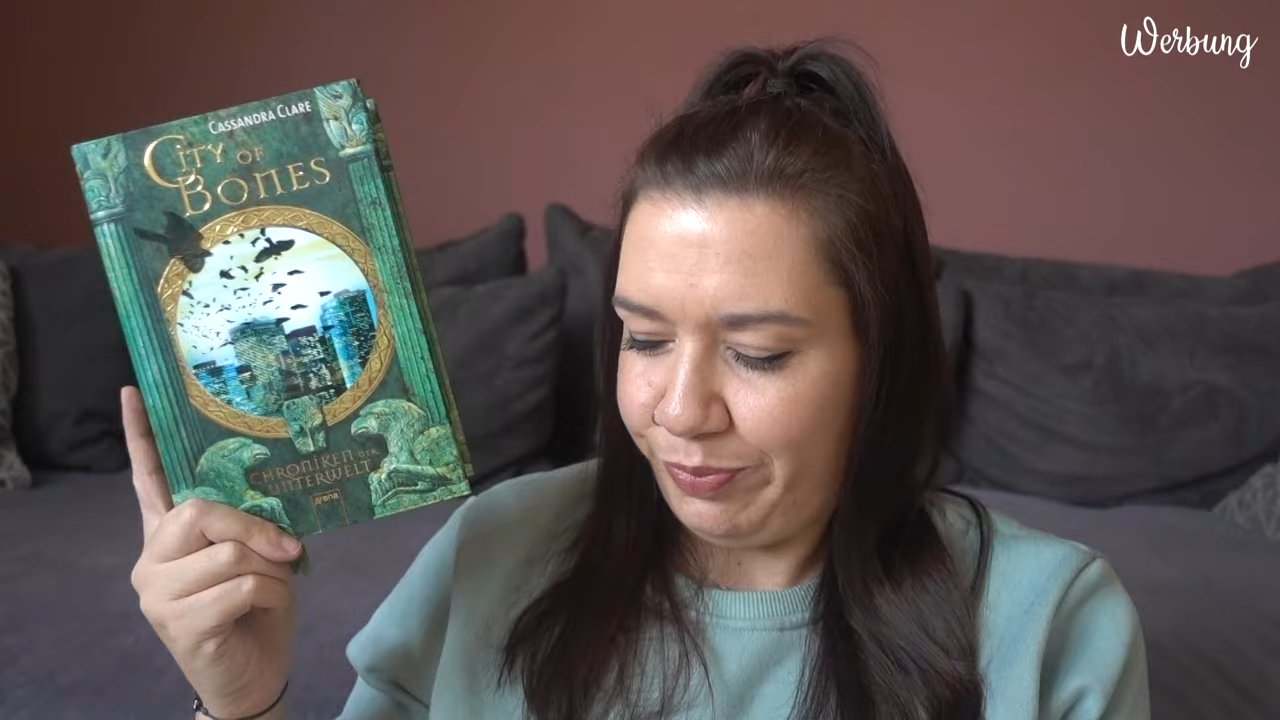 Werbung
CASSANDRA CLARE
CITY OF
BONES
CHRONIKEN DER
UNTERWELT
Arena